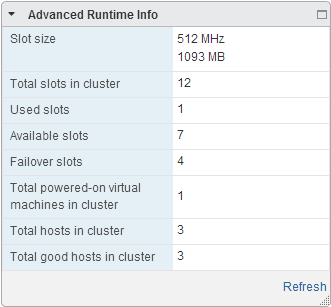 Advanced Runtime Info
Slot size 512 MHz
1093 MB
Total slots in cluster 12
Used slots 1
Available slots 7
Failover slots 4
Total powered-on virtual
machines in cluster 1
Total hosts in cluster 3
Total good hosts in cluster 3
Refresh